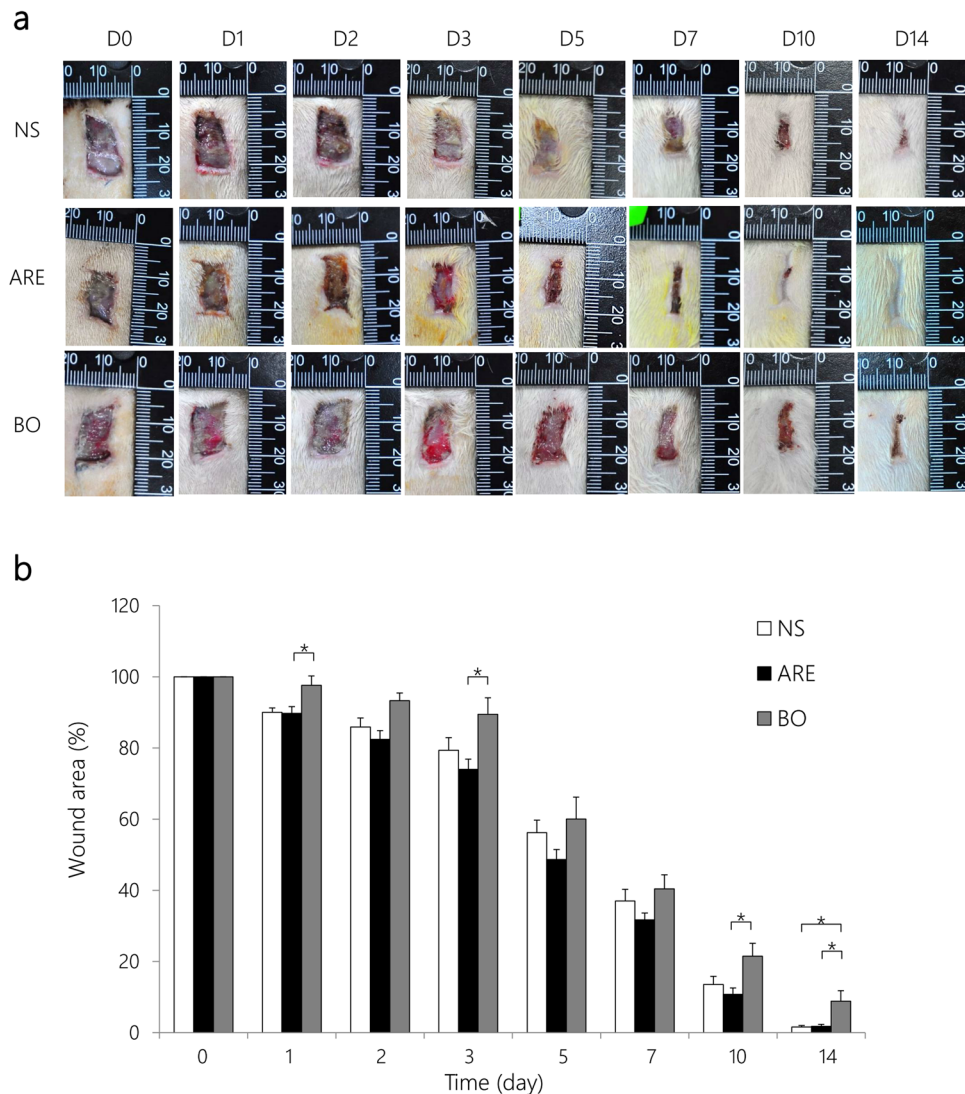 a
D0 D1 D2 D3 D5 D7 D10 D14
NS
ARE
BO
b
120
100
80
60
40
20
0
Wound area (%)
* * * * *
NS
ARE
BO
0 1 2 3 5 7 10 14
Time (day)